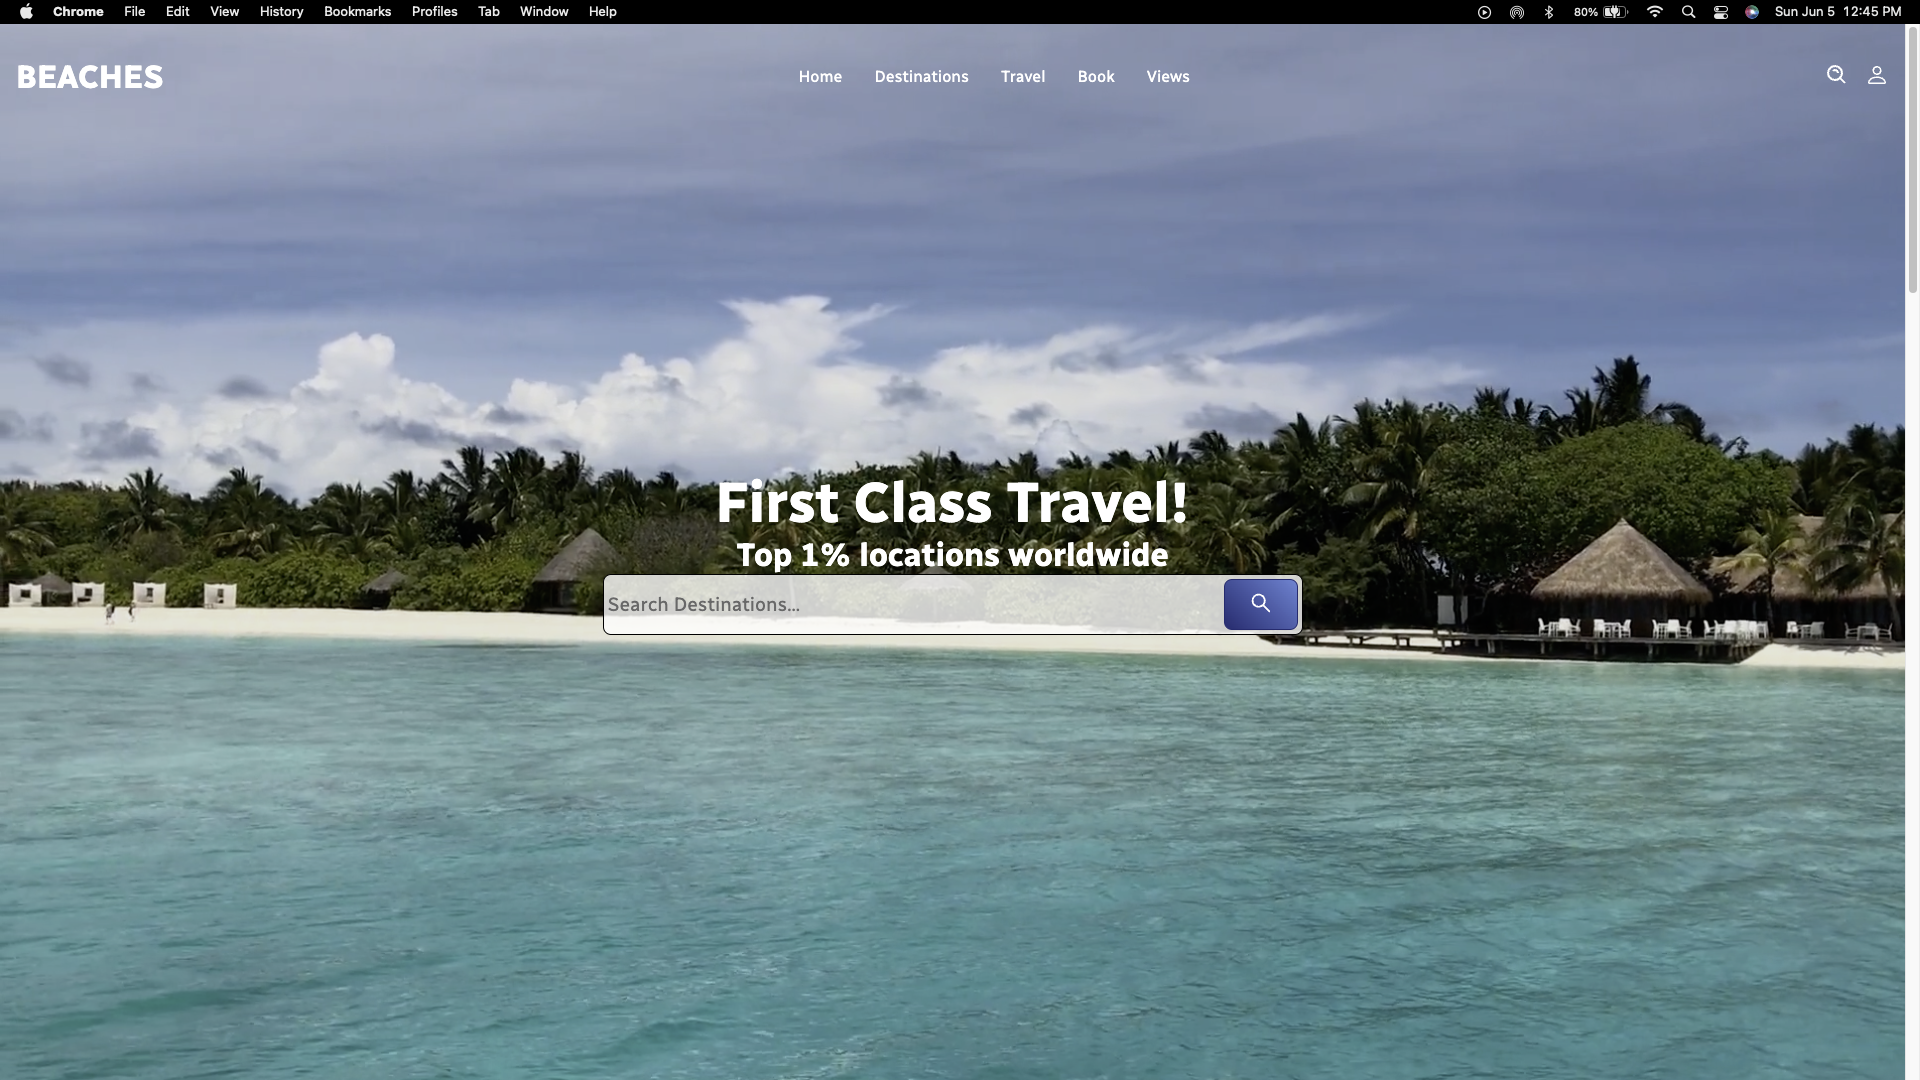 Chrome File Edit View History Bookmarks Profiles Tab Window Help 80% Sun Jun 5 12:45 PM
BEACHES Home Destinations Travel Book Views
First Class Travel!
Top 1% locations worldwide
Search Destinations...